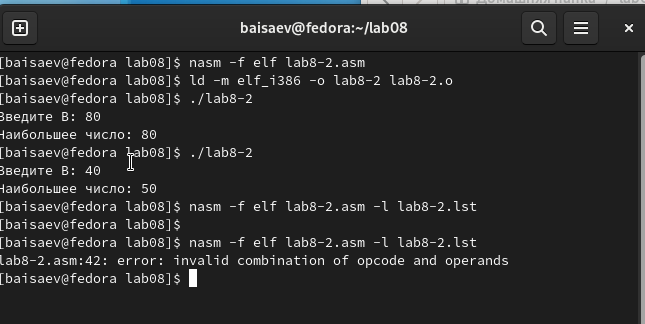 baisaev@fedora:~/lab08
[baisaev@fedora lab08]$ nasm -f elf lab8-2.asm
[baisaev@fedora lab08]$ ld -m elf_i386 -o lab8-2 lab8-2.o
[baisaev@fedora lab08]$ ./lab8-2
Введите B: 80
Наибольшее число: 80
[baisaev@fedora lab08]$ ./lab8-2
Введите B: 40
Наибольшее число: 50
[baisaev@fedora lab08]$ nasm -f elf lab8-2.asm -l lab8-2.lst
[baisaev@fedora lab08]$
[baisaev@fedora lab08]$ nasm -f elf lab8-2.asm -l lab8-2.lst
lab8-2.asm:42: error: invalid combination of opcode and operands
[baisaev@fedora lab08]$